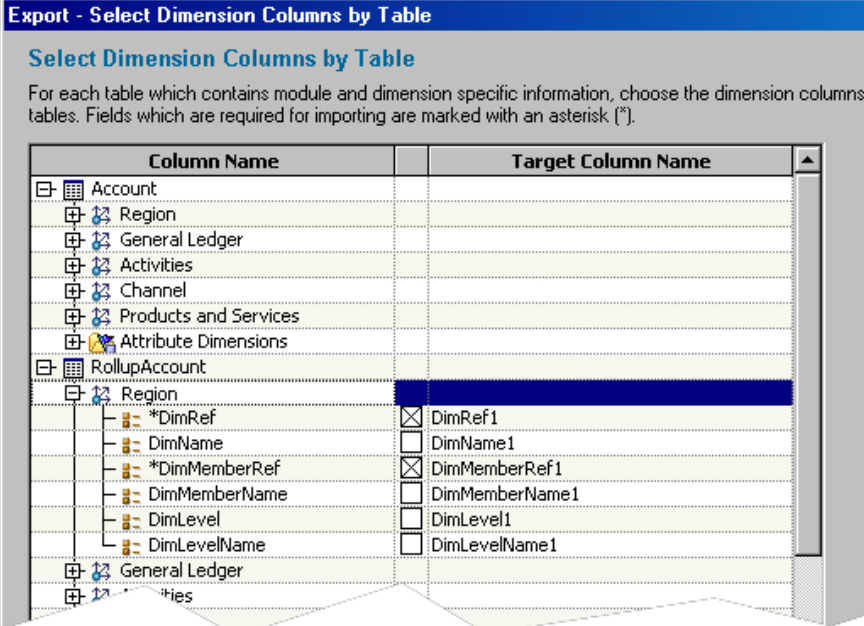 Export - Select Dimension Columns by Table
Select Dimension Columns by Table
For each table which contains module and dimension specific information, choose the dimension columns
tables. Fields which are required for importing are marked with an asterisk (*).
Column Name Target Column Name
Account
Region
General Ledger
Activities
Channel
Products and Services
Attribute Dimensions
RollupAccount
Region
*DimRef DimRef1
DimName DimName1
*DimMemberRef DimMemberRef1
DimMemberName DimMemberName1
DimLevel DimLevel1
DimLevelName DimLevelName1
General Ledger